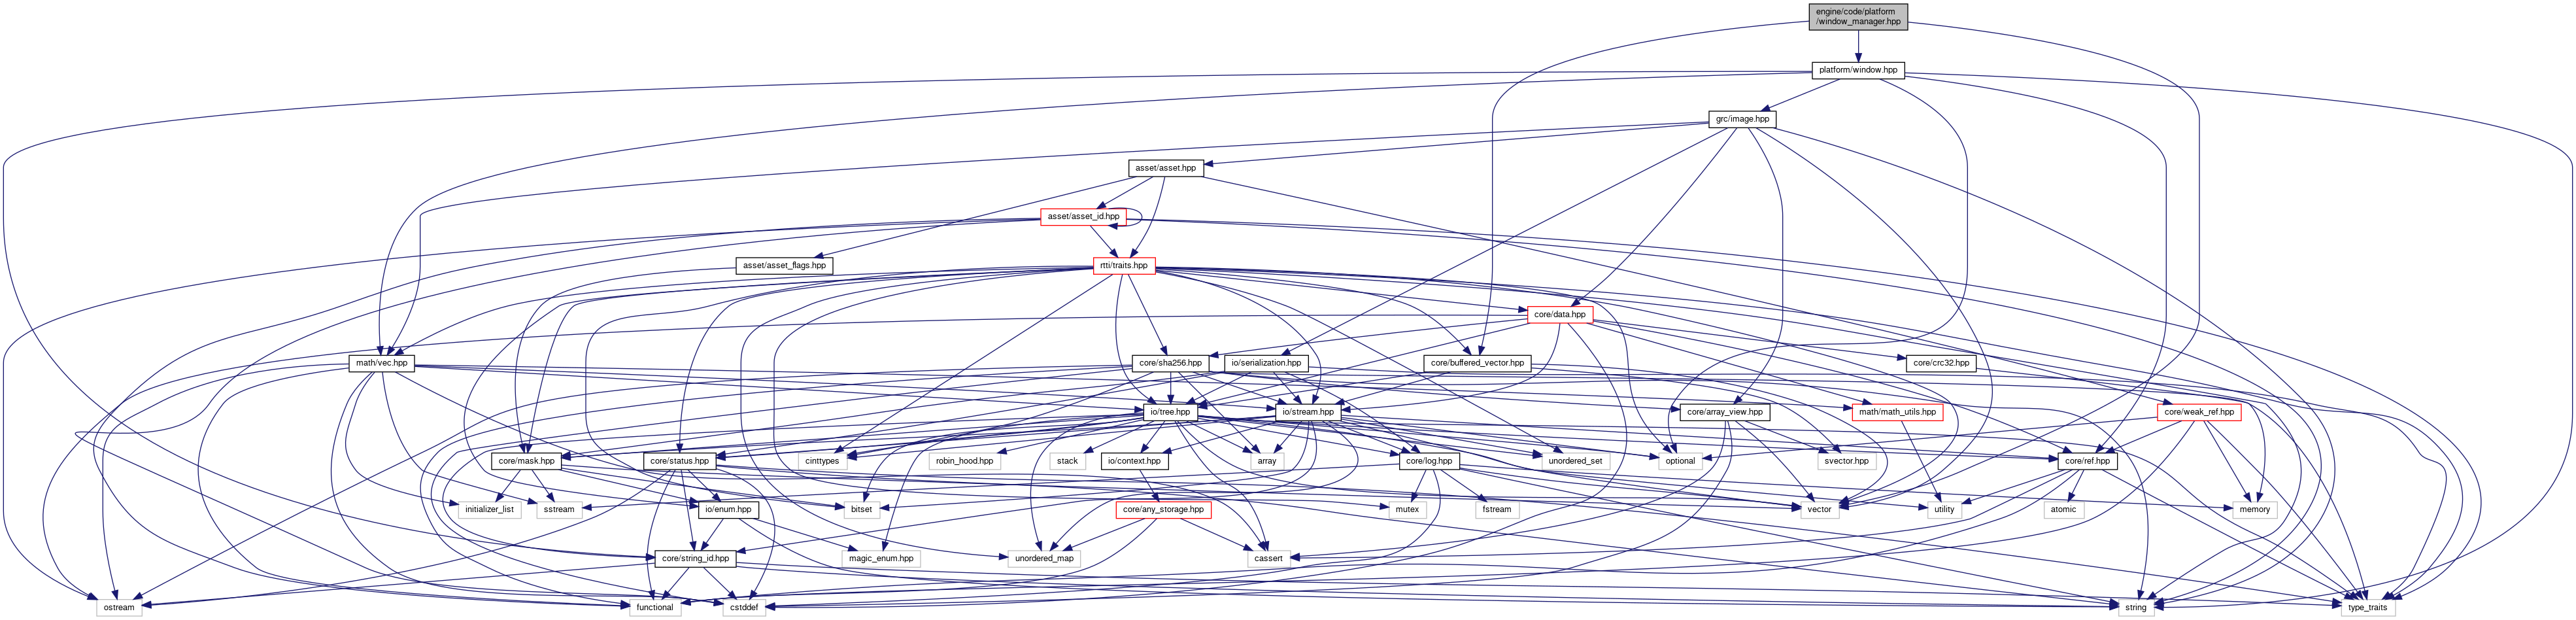 engine/code/platform
/window_manager.hpp
platform/window.hpp
grc/image.hpp
asset/asset.hpp
asset/asset_id.hpp
asset/asset_flags.hpp
rtti/traits.hpp
core/data.hpp
math/vec.hpp
core/sha256.hpp
io/serialization.hpp
core/buffered_vector.hpp
core/crc32.hpp
io/tree.hpp
io/stream.hpp
core/array_view.hpp
math/math_utils.hpp
core/weak_ref.hpp
core/mask.hpp
core/status.hpp
cinttypes
robin_hood.hpp
stack
io/context.hpp
array
core/log.hpp
unordered_set
optional
svector.hpp
core/ref.hpp
initializer_list
sstream
io/enum.hpp
bitset
core/any_storage.hpp
mutex
fstream
vector
utility
atomic
memory
core/string_id.hpp
magic_enum.hpp
unordered_map
cassert
ostream
functional
cstddef
string
type_traits